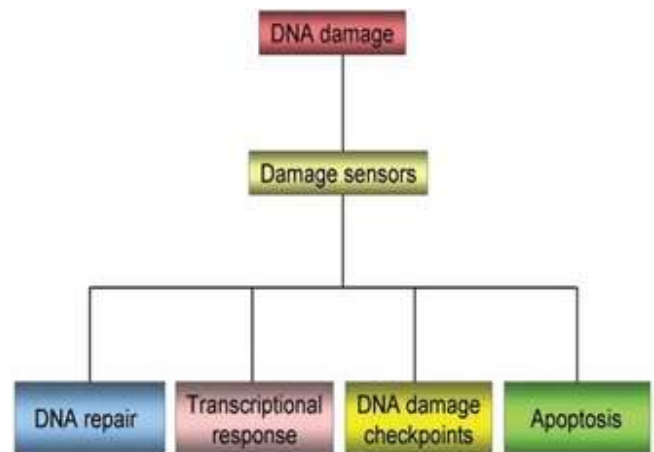 DNA damage
Damage sensors
DNA repair
Transcriptional
response
DNA damage
checkpoints
Apoptosis